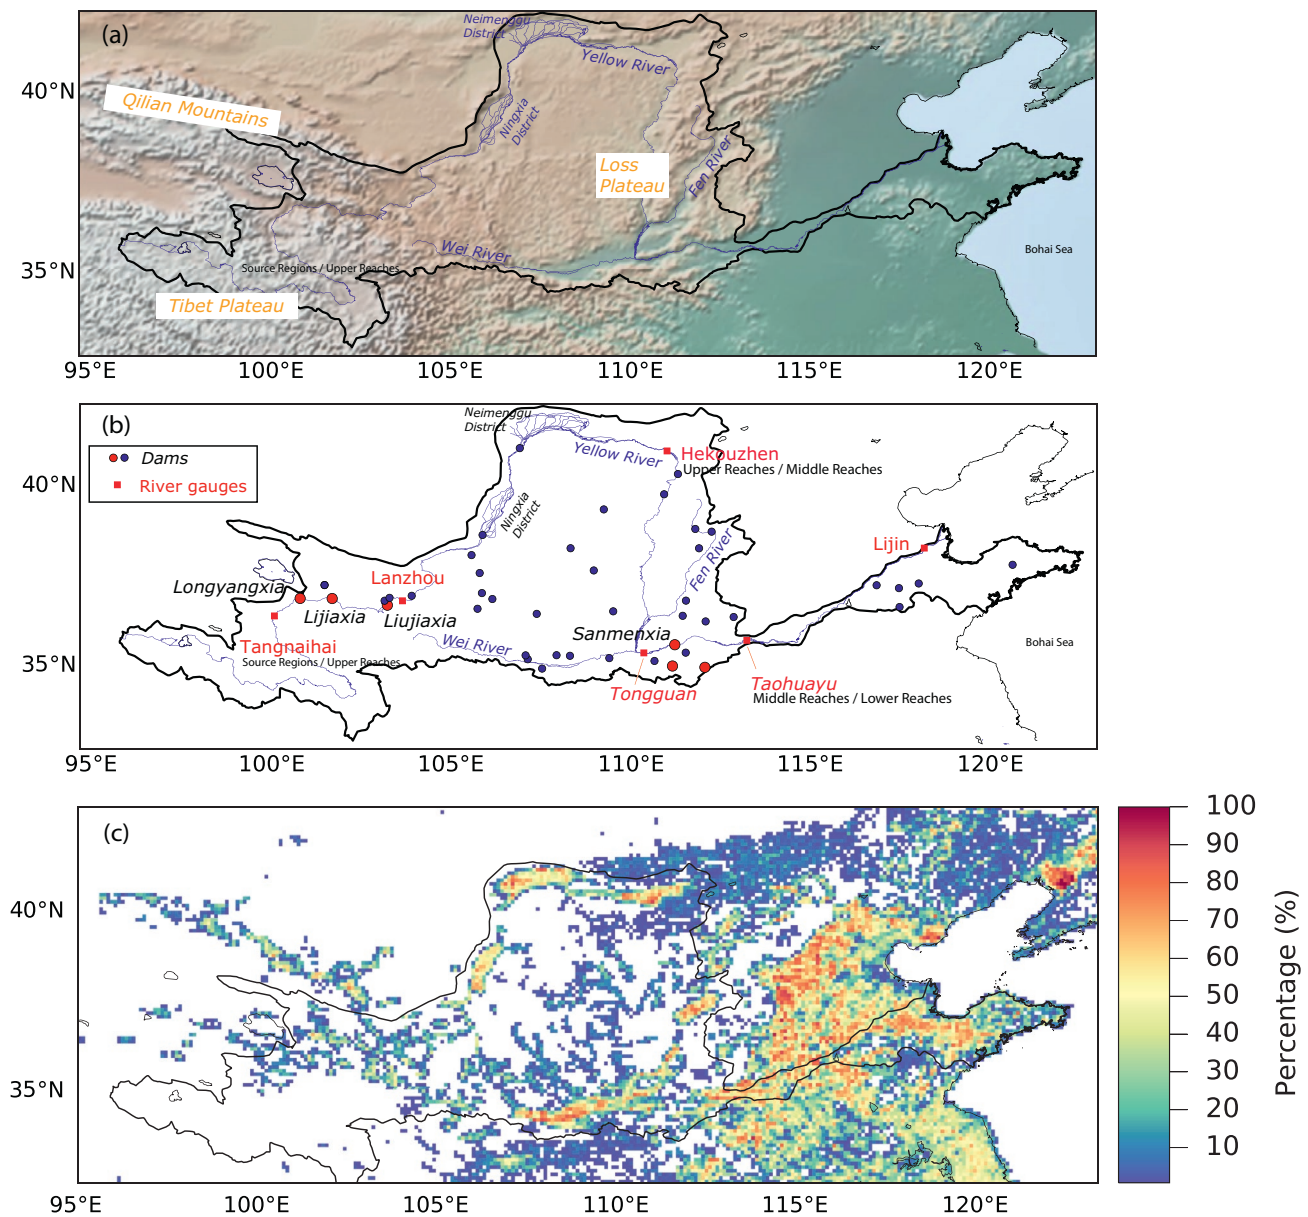 (a)
Neimenggu
District
Yellow River
40°N
Qilian Mountains
Ningxia
District
Loss
Plateau
Fen River
Wei River
Source Regions / Upper Reaches
Bohai Sea
35°N
Tibet Plateau
95°E
100°E
105°E
110°E
115°E
120°E
(b)
Neimenggu
District
Dams
River gauges
Yellow River
Hekouzhen
Upper Reaches / Middle Reaches
40°N
Ningxia
District
Lijin
Fen River
Lanzhou
Longyangxia
Lijiaxia
Liujiaxia
Sanmenxia
Tangnaihai
Wei River
Source Regions / Upper Reaches
Bohai Sea
35°N
Tongguan
Taohuayu
Middle Reaches / Lower Reaches
95°E
100°E
105°E
110°E
115°E
120°E
(c)
40°N
35°N
95°E
100°E
105°E
110°E
115°E
120°E
100
90
80
70
60
50
40
30
20
10
Percentage (%)